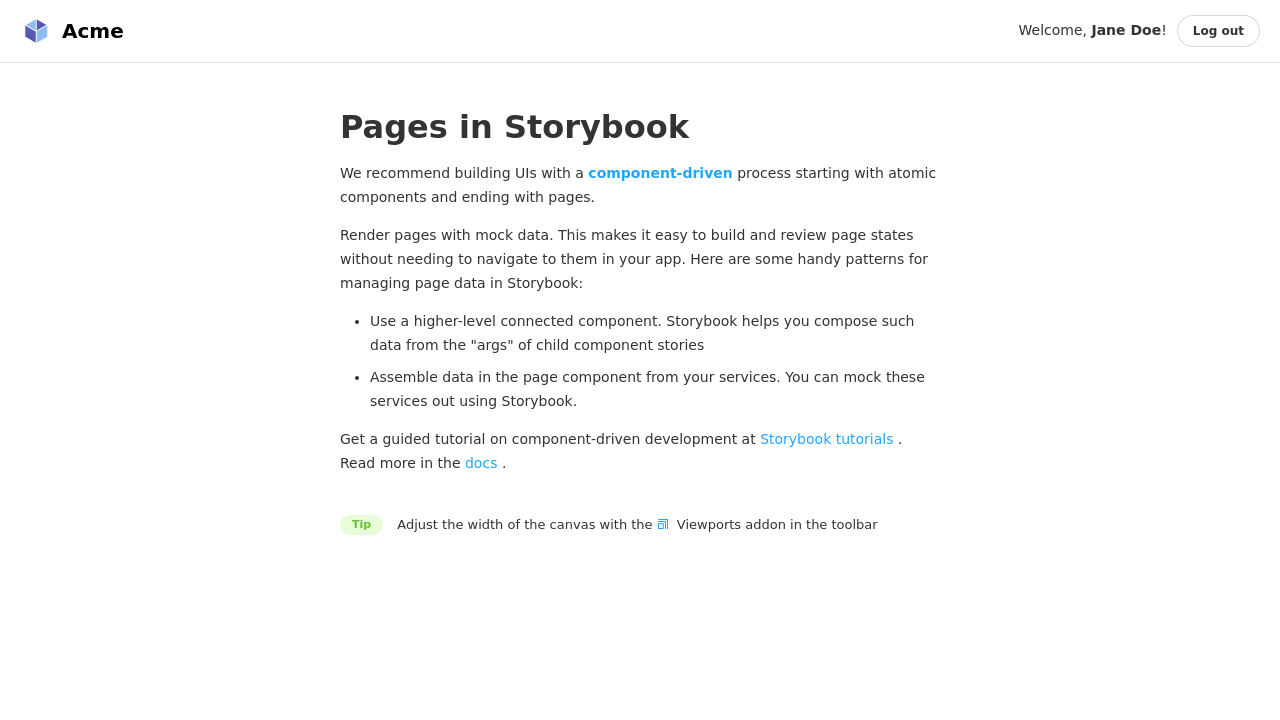 Acme
Welcome, Jane Doe!
Log out
Pages in Storybook
We recommend building UIs with a component-driven process starting with atomic
components and ending with pages.
Render pages with mock data. This makes it easy to build and review page states
without needing to navigate to them in your app. Here are some handy patterns for
managing page data in Storybook:
• Use a higher-level connected component. Storybook helps you compose such
data from the "args" of child component stories
• Assemble data in the page component from your services. You can mock these
services out using Storybook.
Get a guided tutorial on component-driven development at Storybook tutorials .
Read more in the docs .
Tip Adjust the width of the canvas with the Viewports addon in the toolbar